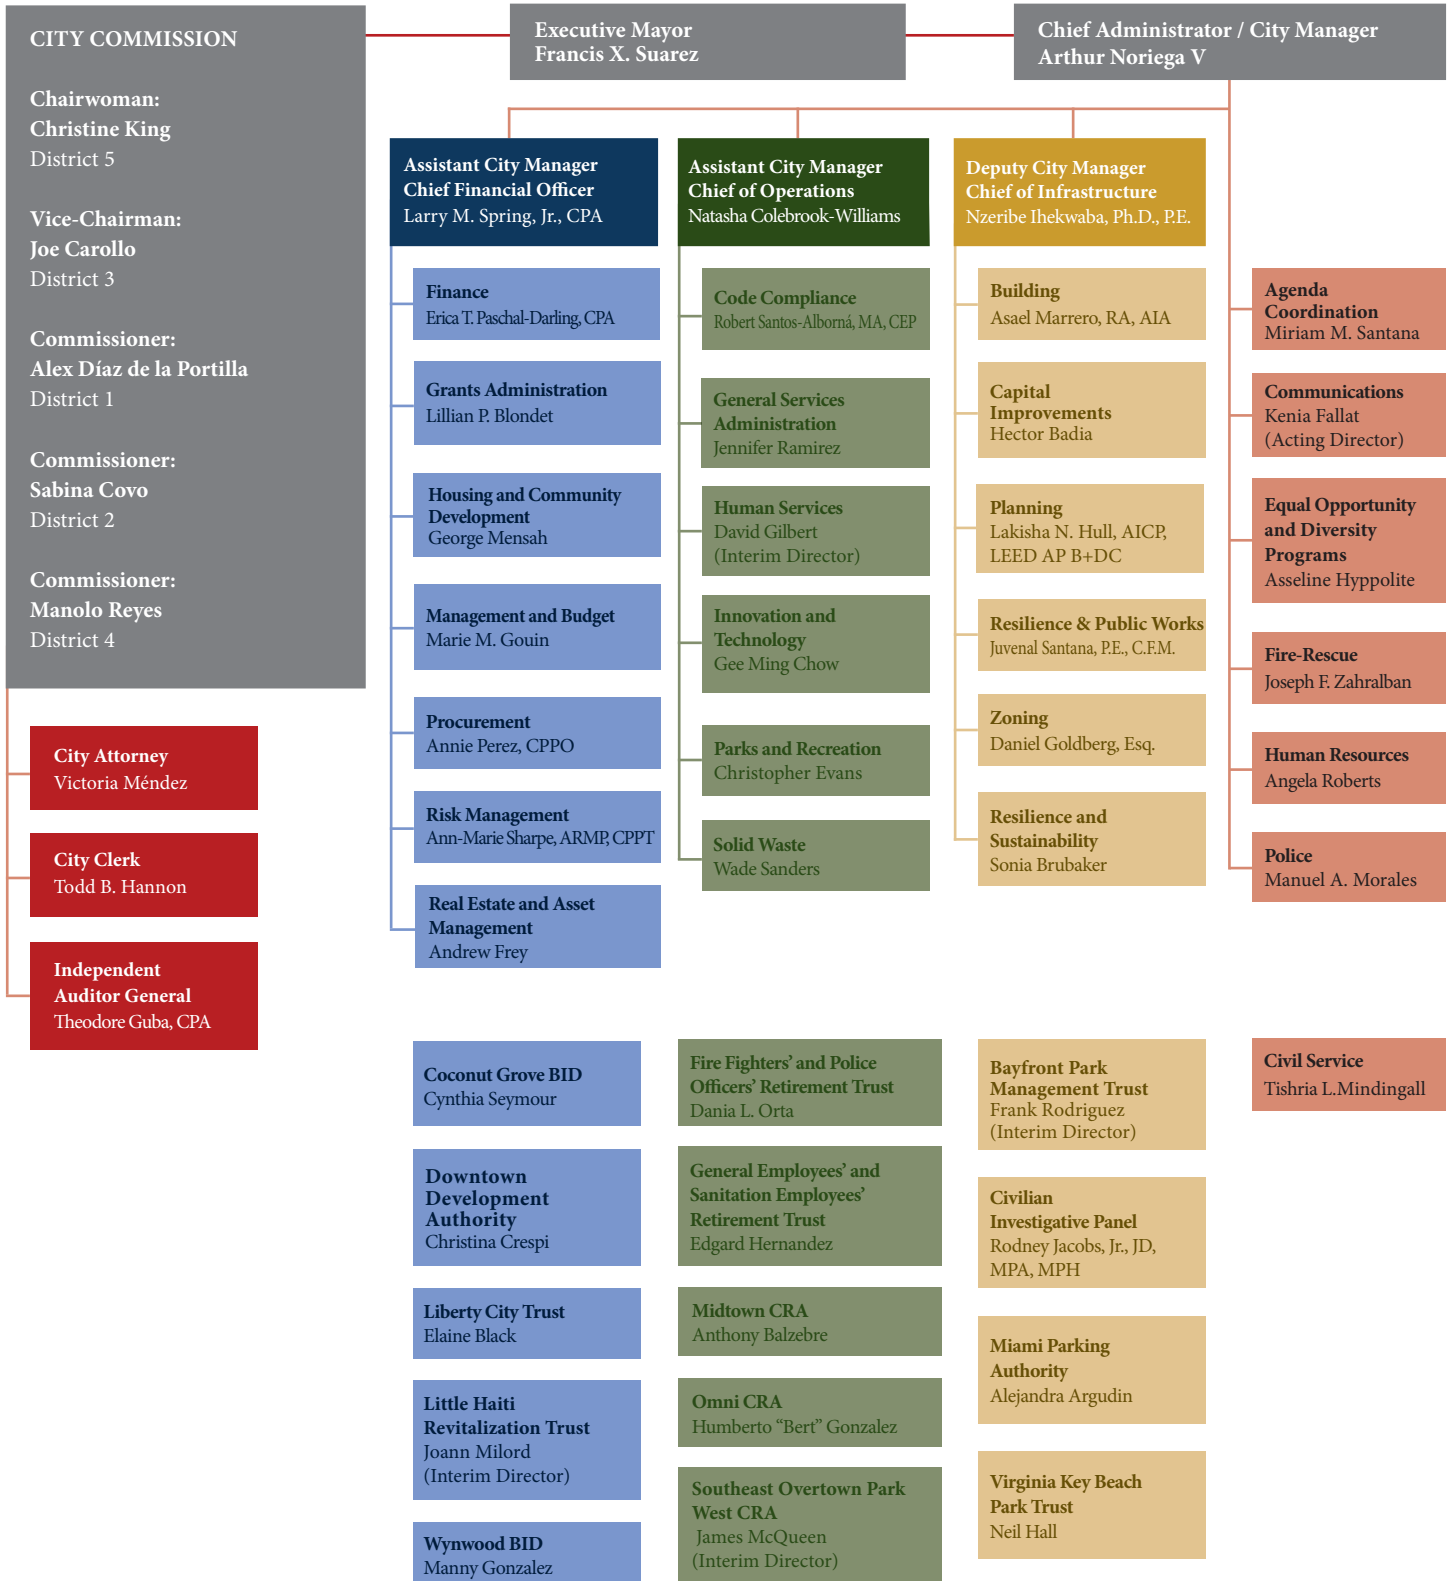 CITY COMMISSION
Chairwoman:
Christine King
District 5
Vice-Chairman:
Joe Carollo
District 3
Commissioner:
Alex Díaz de la Portilla
District 1
Commissioner:
Sabina Covo
District 2
Commissioner:
Manolo Reyes
District 4
Executive Mayor
Francis X. Suarez
Chief Administrator / City Manager
Arthur Noriega V
City Attorney
Victoria Méndez
City Clerk
Todd B. Hannon
Independent
Auditor General
Theodore Guba, CPA
Assistant City Manager
Chief Financial Officer
Larry M. Spring, Jr., CPA
Finance
Erica T. Paschal-Darling, CPA
Grants Administration
Lillian P. Blondet
Housing and Community
Development
George Mensah
Management and Budget
Marie M. Gouin
Procurement
Annie Perez, CPPO
Risk Management
Ann-Marie Sharpe, ARMP, CPPT
Real Estate and Asset
Management
Andrew Frey
Assistant City Manager
Chief of Operations
Natasha Colebrook-Williams
Code Compliance
Robert Santos-Alborná, MA, CEP
General Services
Administration
Jennifer Ramirez
Human Services
David Gilbert
(Interim Director)
Innovation and
Technology
Gee Ming Chow
Parks and Recreation
Christopher Evans
Solid Waste
Wade Sanders
Deputy City Manager
Chief of Infrastructure
Nzeribe Ihekwaba, Ph.D., P.E.
Building
Asael Marrero, RA, AIA
Capital
Improvements
Hector Badia
Planning
Lakisha N. Hull, AICP,
LEED AP B+DC
Resilience & Public Works
Juvenal Santana, P.E., C.F.M.
Zoning
Daniel Goldberg, Esq.
Resilience and
Sustainability
Sonia Brubaker
Agenda
Coordination
Miriam M. Santana
Communications
Kenia Fallat
(Acting Director)
Equal Opportunity
and Diversity
Programs
Asseline Hyppolite
Fire-Rescue
Joseph F. Zahralban
Human Resources
Angela Roberts
Police
Manuel A. Morales
Coconut Grove BID
Cynthia Seymour
Downtown
Development
Authority
Christina Crespi
Liberty City Trust
Elaine Black
Little Haiti
Revitalization Trust
Joann Milord
(Interim Director)
Wynwood BID
Manny Gonzalez
Fire Fighters’ and Police
Officers’ Retirement Trust
Dania L. Orta
General Employees’ and
Sanitation Employees’
Retirement Trust
Edgard Hernandez
Midtown CRA
Anthony Balzebre
Omni CRA
Humberto “Bert” Gonzalez
Southeast Overtown Park
West CRA
James McQueen
(Interim Director)
Bayfront Park
Management Trust
Frank Rodriguez
(Interim Director)
Civilian
Investigative Panel
Rodney Jacobs, Jr., JD,
MPA, MPH
Miami Parking
Authority
Alejandra Argudin
Virginia Key Beach
Park Trust
Neil Hall
Civil Service
Tishria L.Mindingall